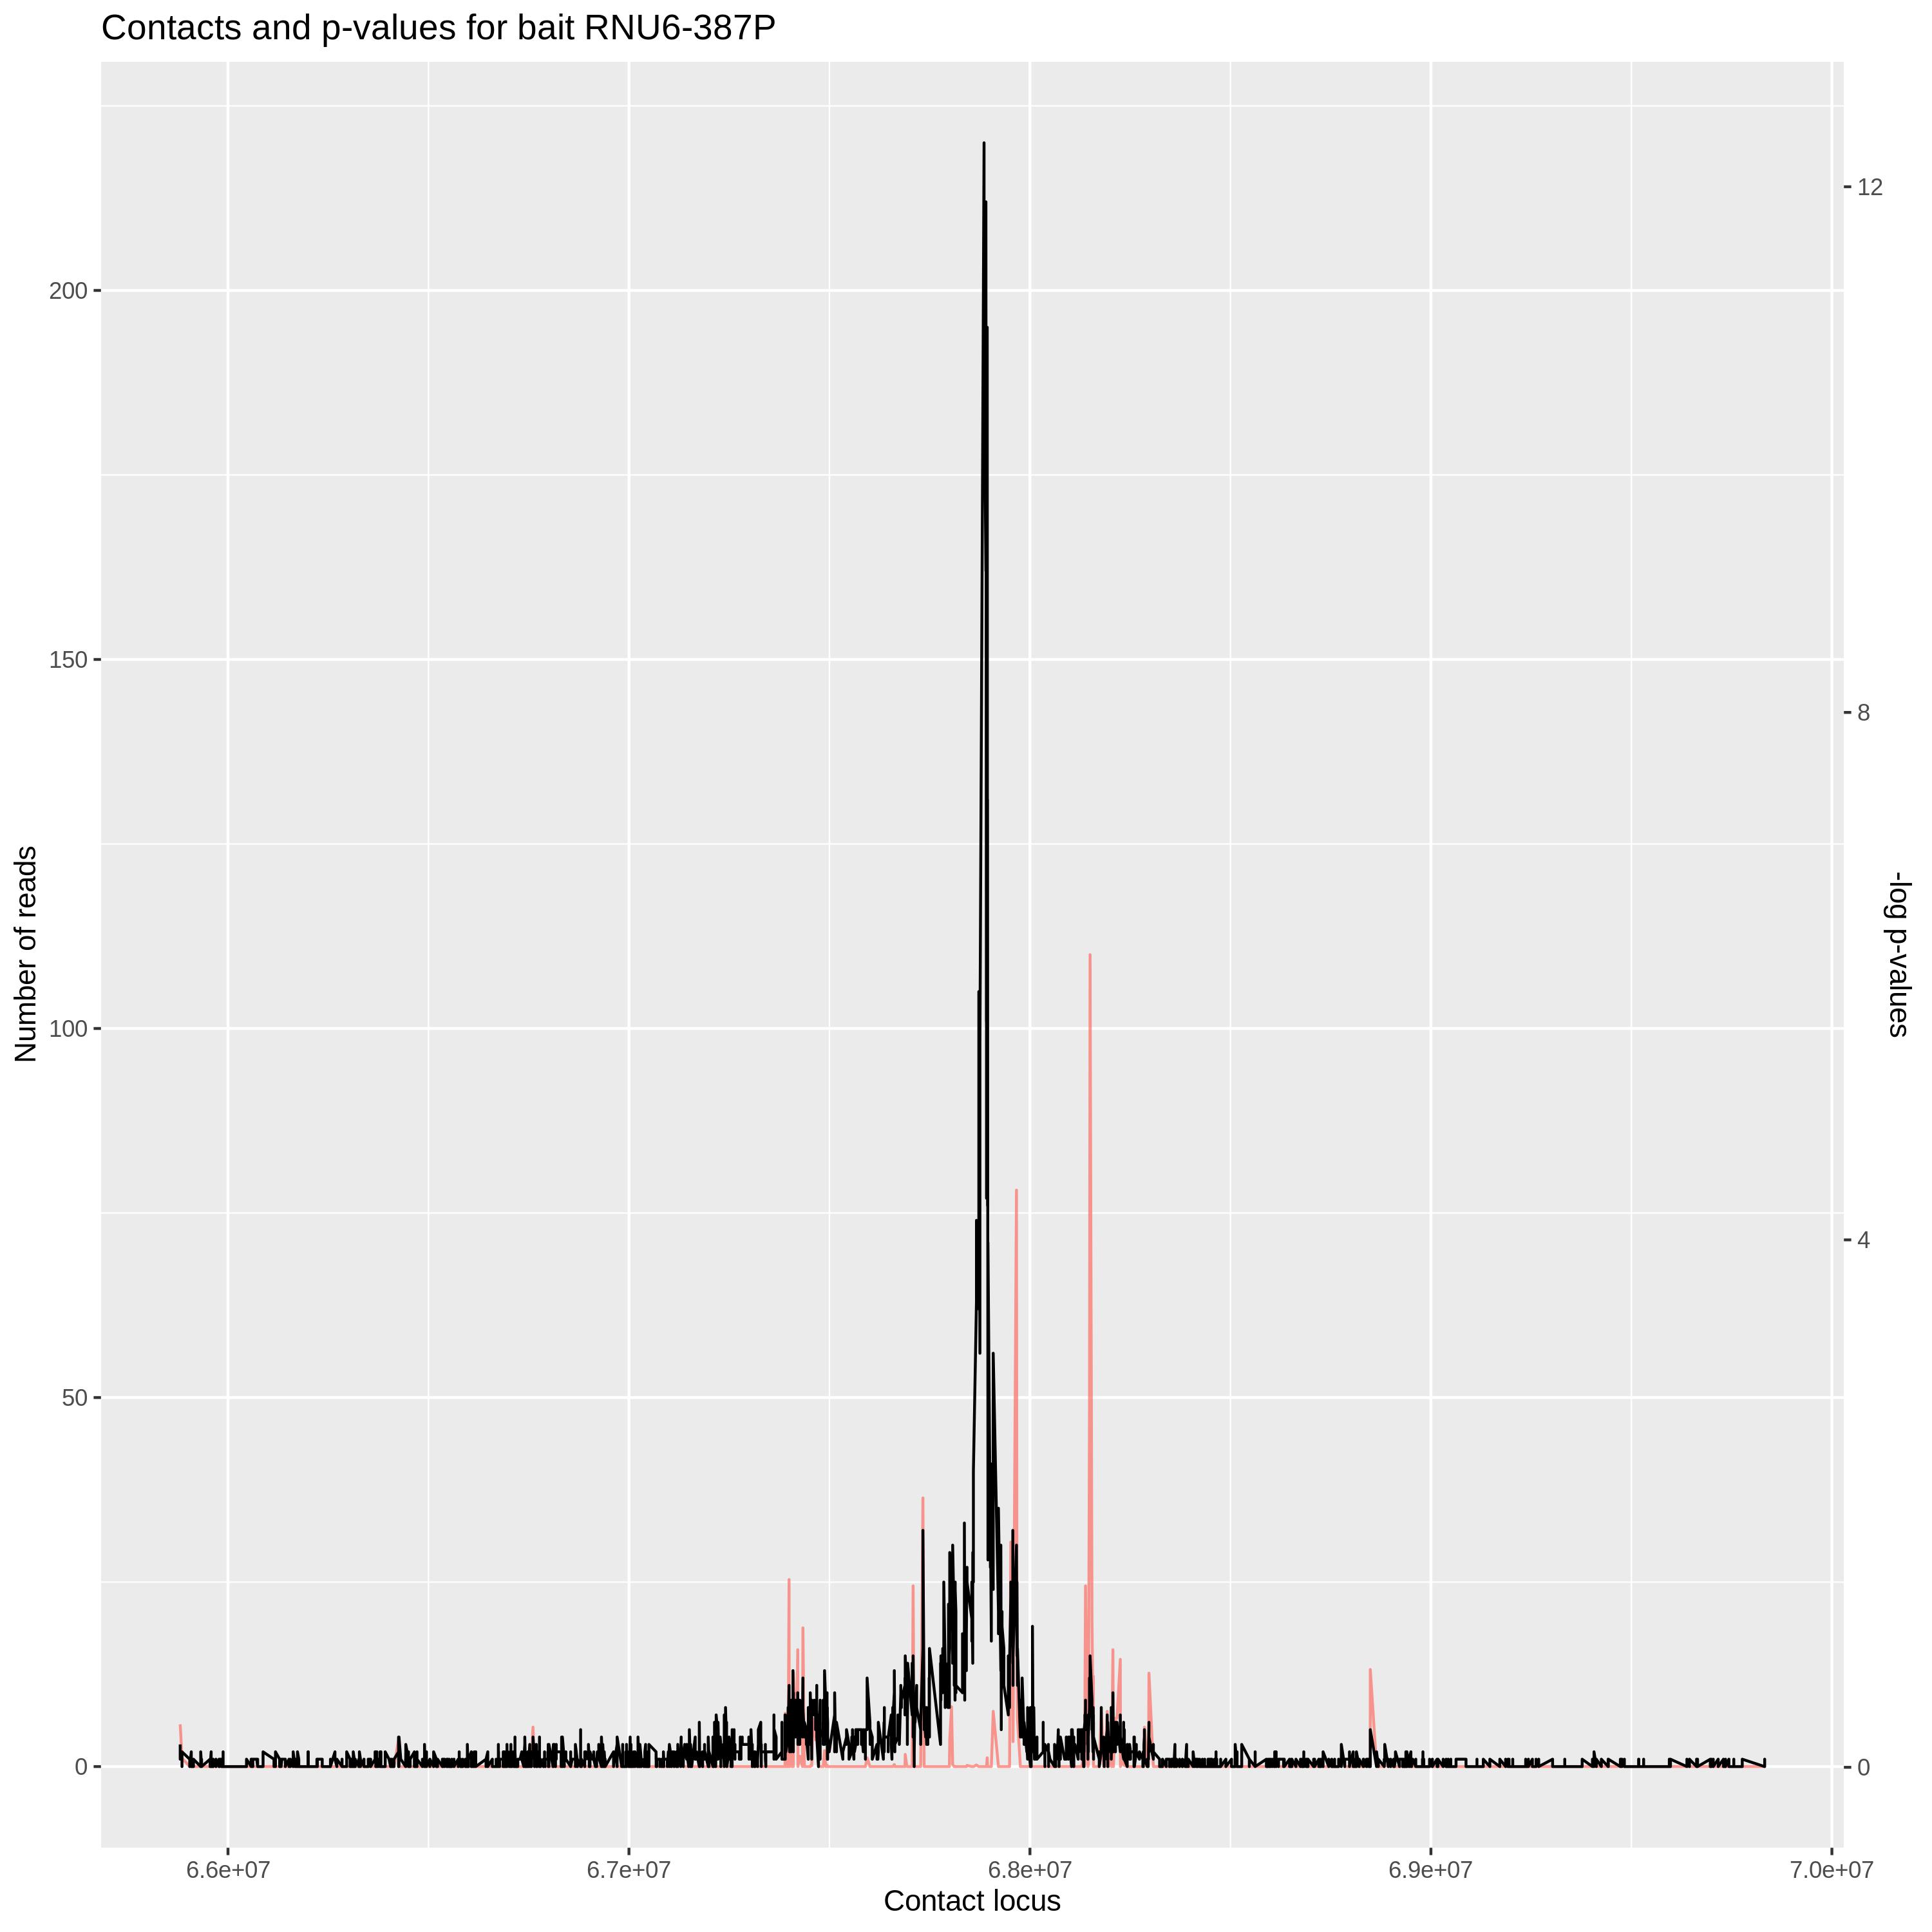 Contacts and p-values for bait RNU6-387P
200
150
100
50
0
12
8
4
0
Number of reads
-log p-values
6.6e+07
6.7e+07
6.8e+07
6.9e+07
7.0e+07
Contact locus